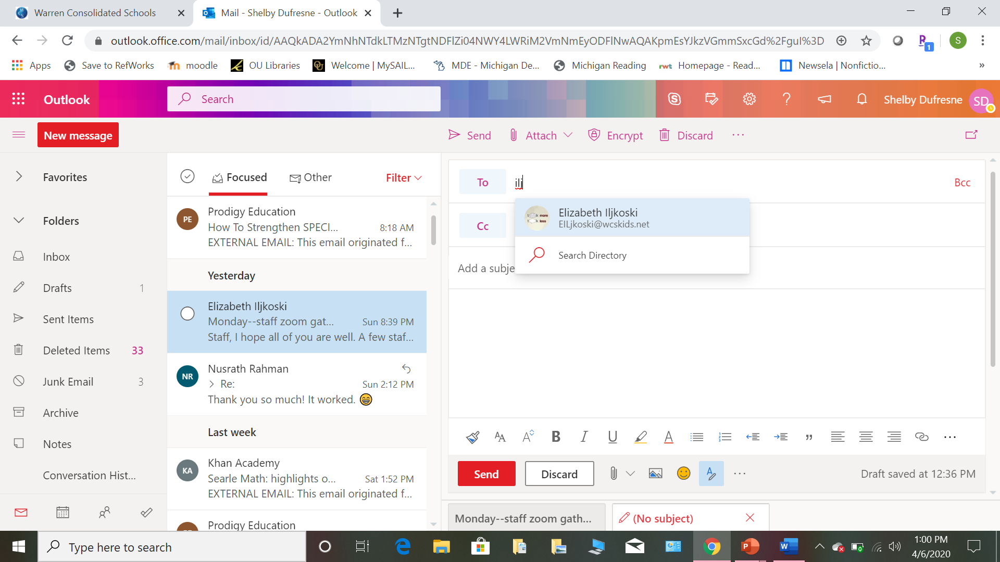 Warren Consolidated Schools
Mail - Shelby Dufresne - Outlook
outlook.office.com/mail/inbox/id/AAQkADA2YmNhNTdkLTMzNTgtNDFlZi04NWY4LWRiM2VmNmEyODFlNwAQAKpmEsYJkzVGmmSxcGd%2FguI%3D
1
S
Apps
Save to RefWorks
moodle
OU Libraries
Welcome | MySAIL...
MDE - Michigan De...
Michigan Reading
rwt Homepage - Read...
Newsela | Nonfictio...
»
Outlook
Search
Shelby Dufresne
SD
New message
Send
Attach
Encrypt
Discard
Favorites
Folders
Inbox
Drafts 1
Sent Items
Deleted Items 33
Junk Email 3
Archive
Notes
Conversation Hist...
Focused
Other
Filter
PE
Prodigy Education
How To Strengthen SPECI... 8:18 AM
EXTERNAL EMAIL: This email originated f...
Yesterday
Elizabeth Iljkoski
Monday--staff zoom gat... Sun 8:39 PM
Staff, I hope all of you are well. A few staf...
NR
Nusrath Rahman
Re: Sun 2:12 PM
Thank you so much! It worked. 😁
Last week
KA
Khan Academy
Searle Math: highlights o... Sat 1:52 PM
EXTERNAL EMAIL: This email originated f...
Prodigy Education
To
ilj
Bcc
Cc
Elizabeth Iljkoski
EILjkoski@wcskids.net
Search Directory
Add a subje
Send
Discard
Draft saved at 12:36 PM
Monday--staff zoom gath...
(No subject)
Type here to search
1:00 PM
4/6/2020